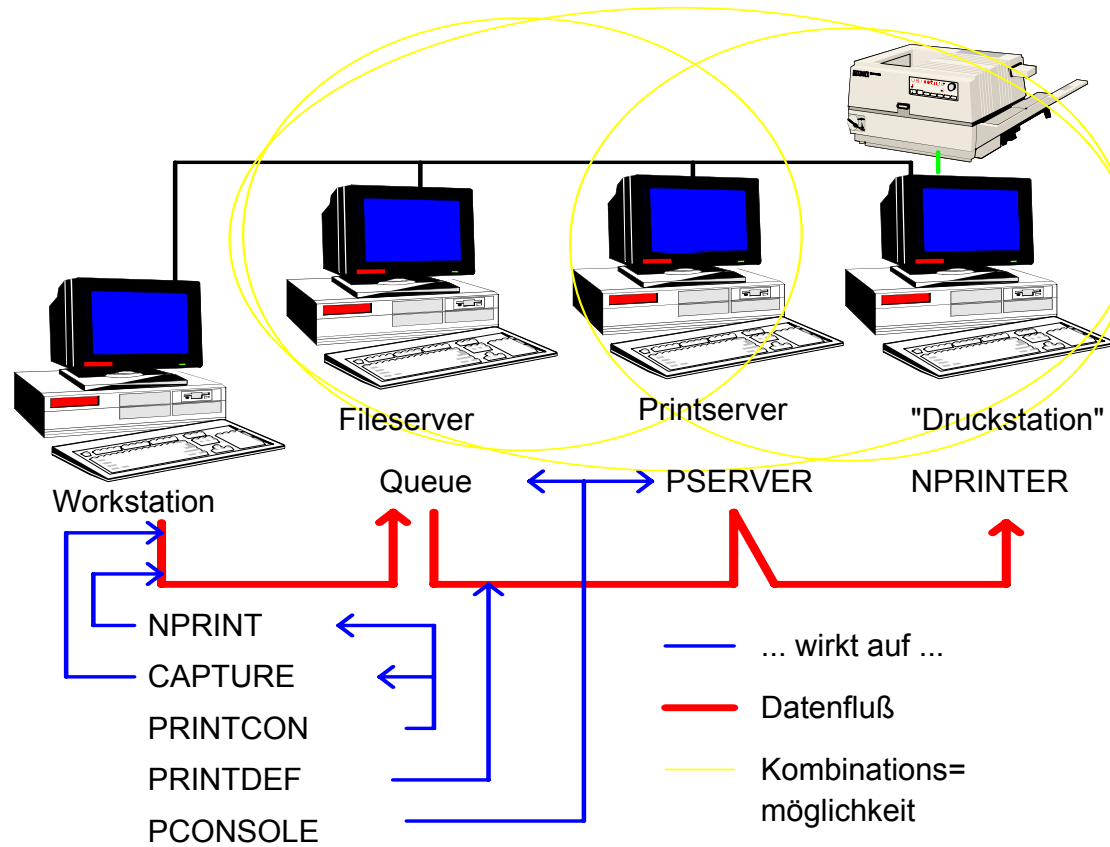 Fileserver
Printserver
"Druckstation"
Workstation
Queue
PSERVER
NPRINTER
NPRINT
CAPTURE
PRINTCON
PRINTDEF
PCONSOLE
... wirkt auf ...
Datenfluß
Kombinations=
möglichkeit